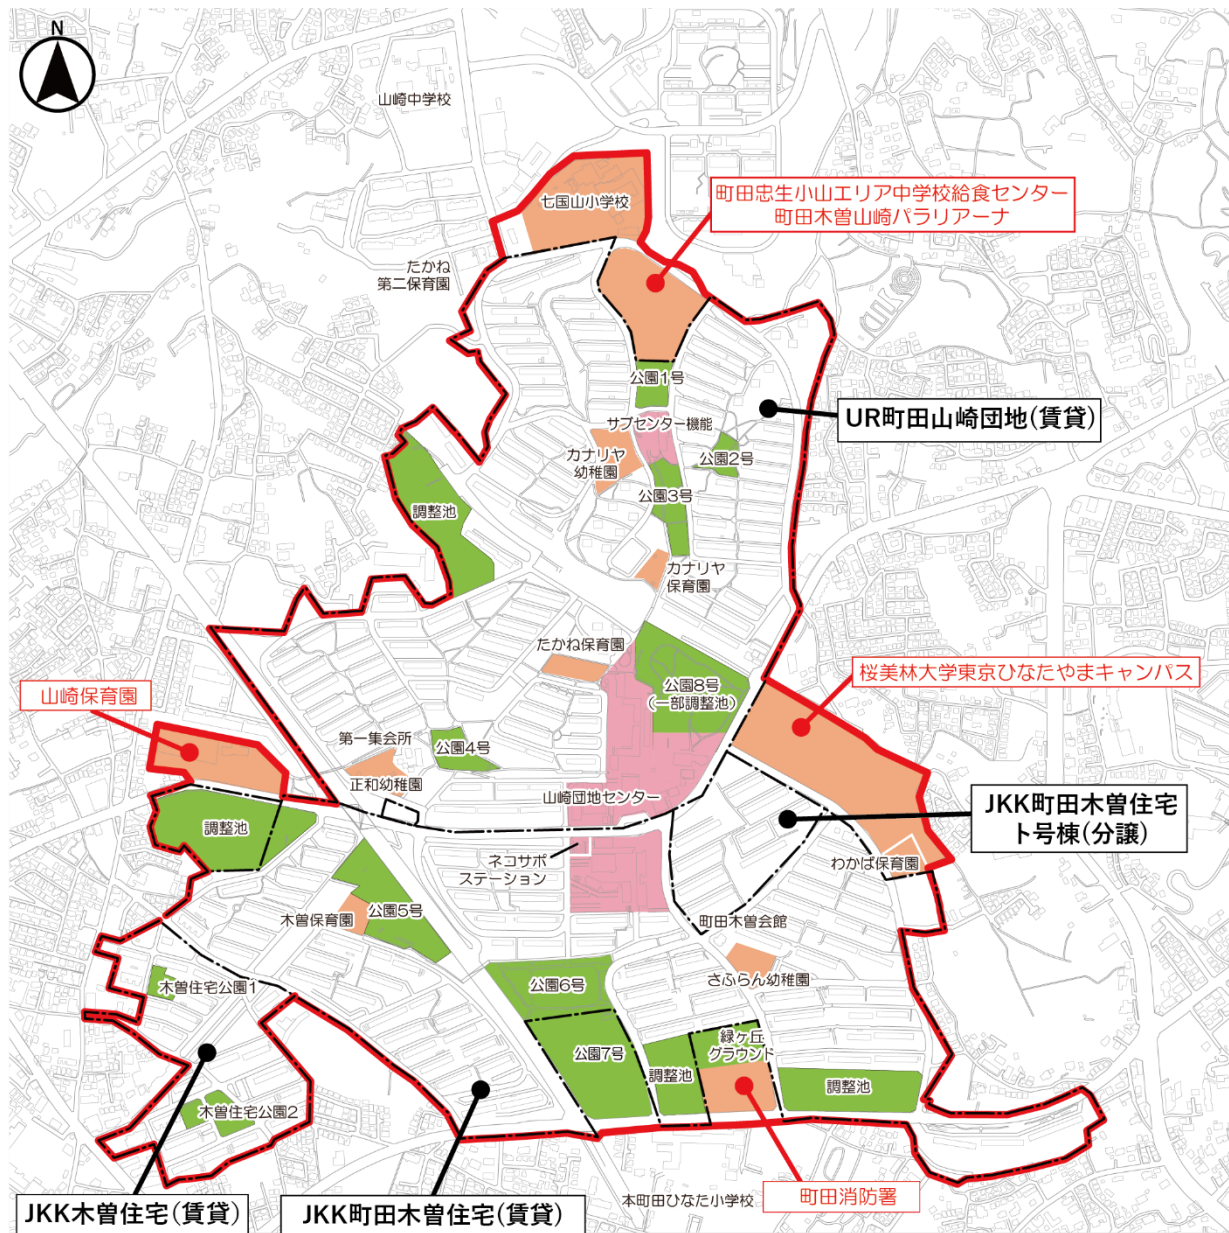 N
山崎中学校
七国山小学校
町田忠生小山エリア中学校給食センター
町田木曽山崎パラリアーナ
たかね
第二保育園
公園1号
UR町田山崎団地(賃貸)
サブセンター機能
カナリヤ
幼稚園
公園2号
公園3号
調整池
カナリヤ
保育園
たかね保育園
桜美林大学東京ひなたやまキャンパス
山崎保育園
公園8号
(一部調整池)
第一集会所
公園4号
正和幼稚園
山崎団地センター
JKK町田木曽住宅
ト号棟(分譲)
調整池
ネコサポ
ステーション
わかば保育園
木曽保育園
公園5号
町田木曽会館
さふらん幼稚園
木曽住宅公園1
公園6号
緑ヶ丘
グラウンド
公園7号
調整池
調整池
木曽住宅公園2
JKK木曽住宅(賃貸)
JKK町田木曽住宅(賃貸)
本町田ひなた小学校
町田消防署